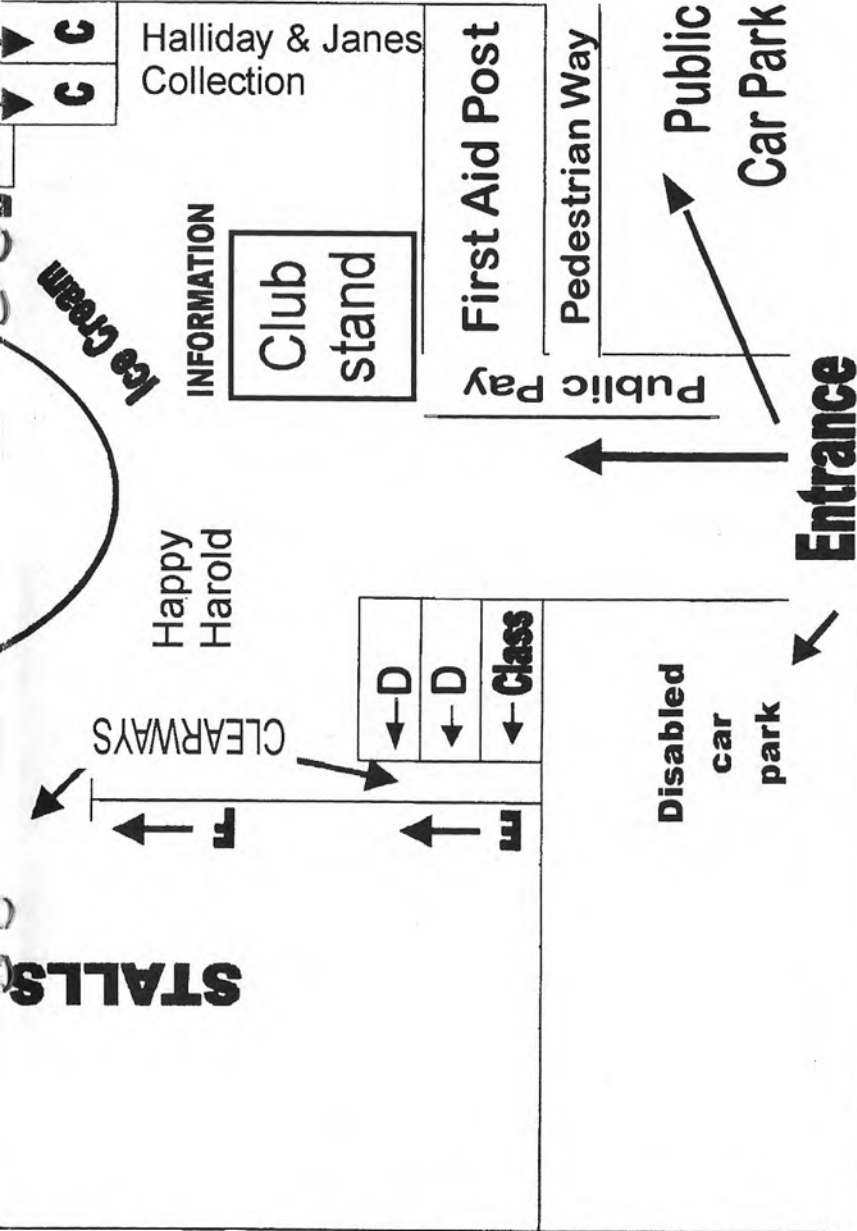 C
C
Halliday & Janes
Collection
First Aid Post
Pedestrian Way
Public
Car Park
Ice Cream
INFORMATION
Club
stand
Public Pay
Entrance
Happy
Harold
CLEARWAYS
D
D
Class
F
E
STALLS
Disabled
car
park